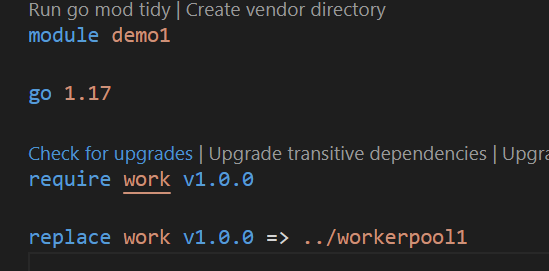 Run go mod tidy | Create vendor directory
module demo1
go 1.17
Check for upgrades | Upgrade transitive dependencies |
require work v1.0.0
replace work v1.0.0 => ../workerpool1